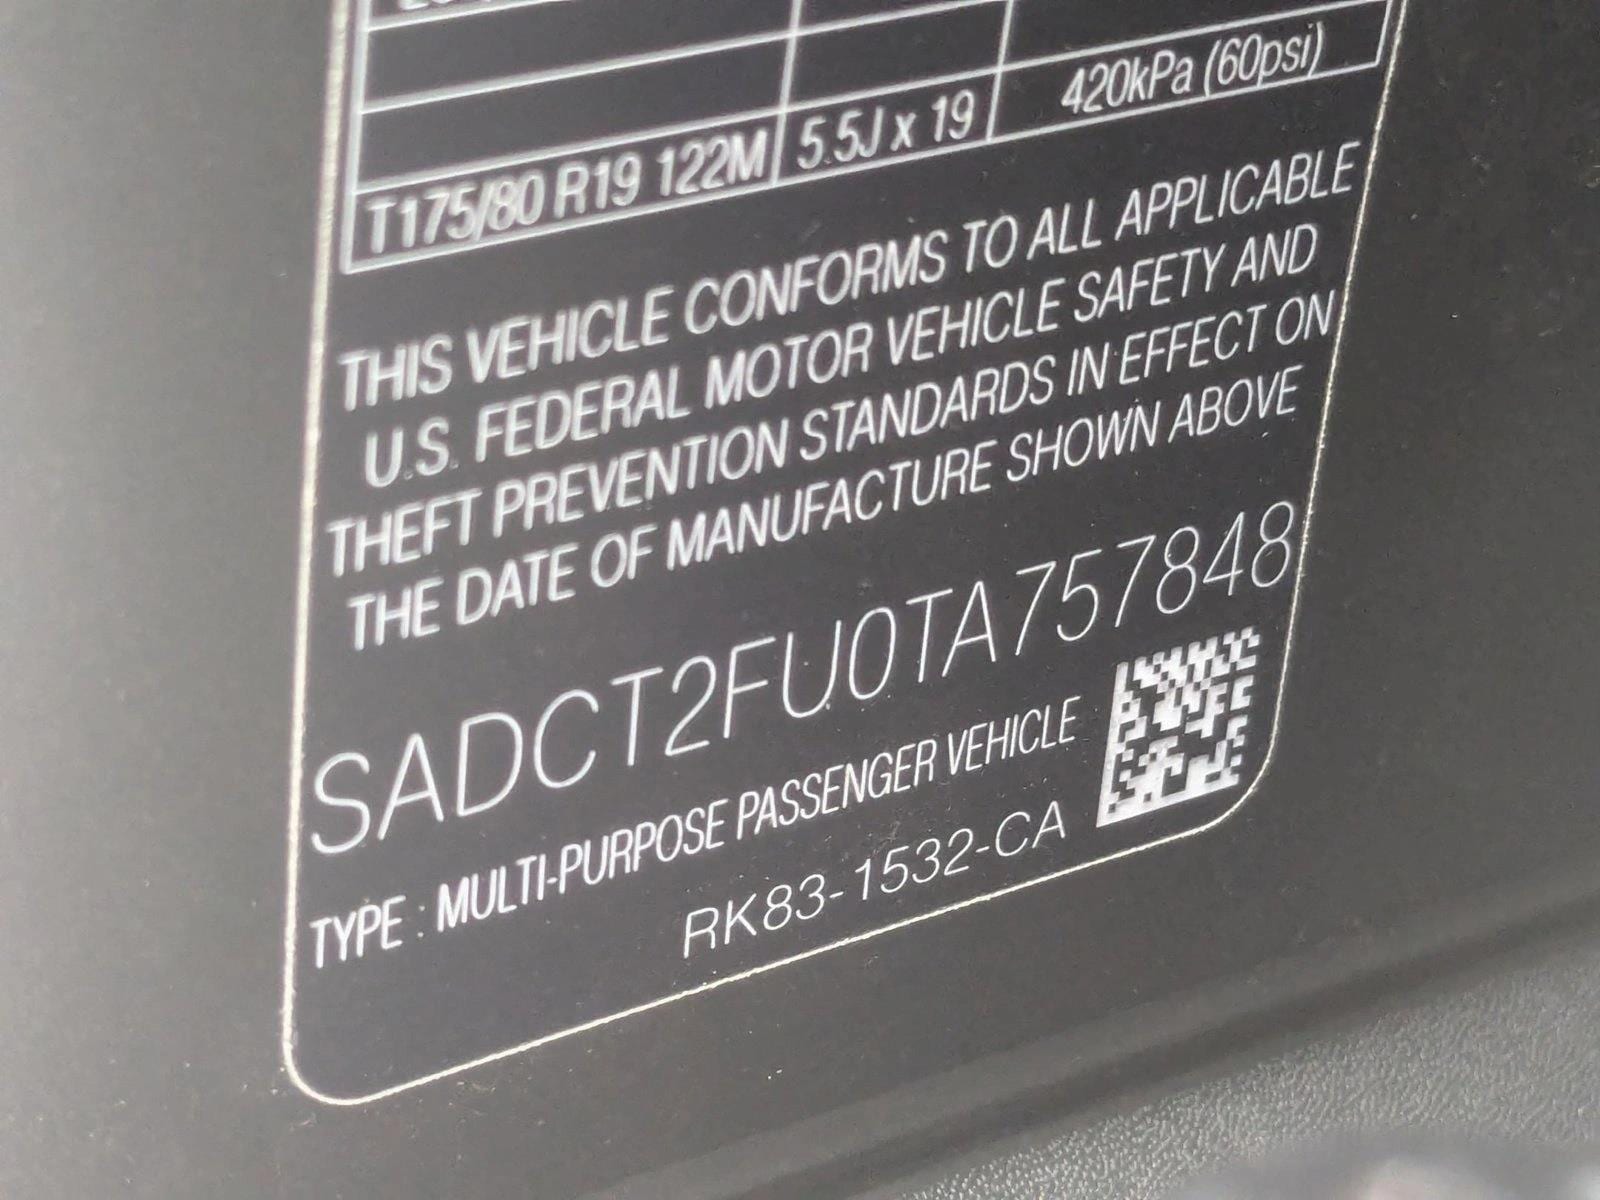 T175/80 R19 122M 5.5J x 19 420kPa (60psi)
THIS VEHICLE CONFORMS TO ALL APPLICABLE
U.S. FEDERAL MOTOR VEHICLE SAFETY AND
THEFT PREVENTION STANDARDS IN EFFECT ON
THE DATE OF MANUFACTURE SHOWN ABOVE
SADCT2FU0TA757848
TYPE : MULTI-PURPOSE PASSENGER VEHICLE
RK83-1532-CA